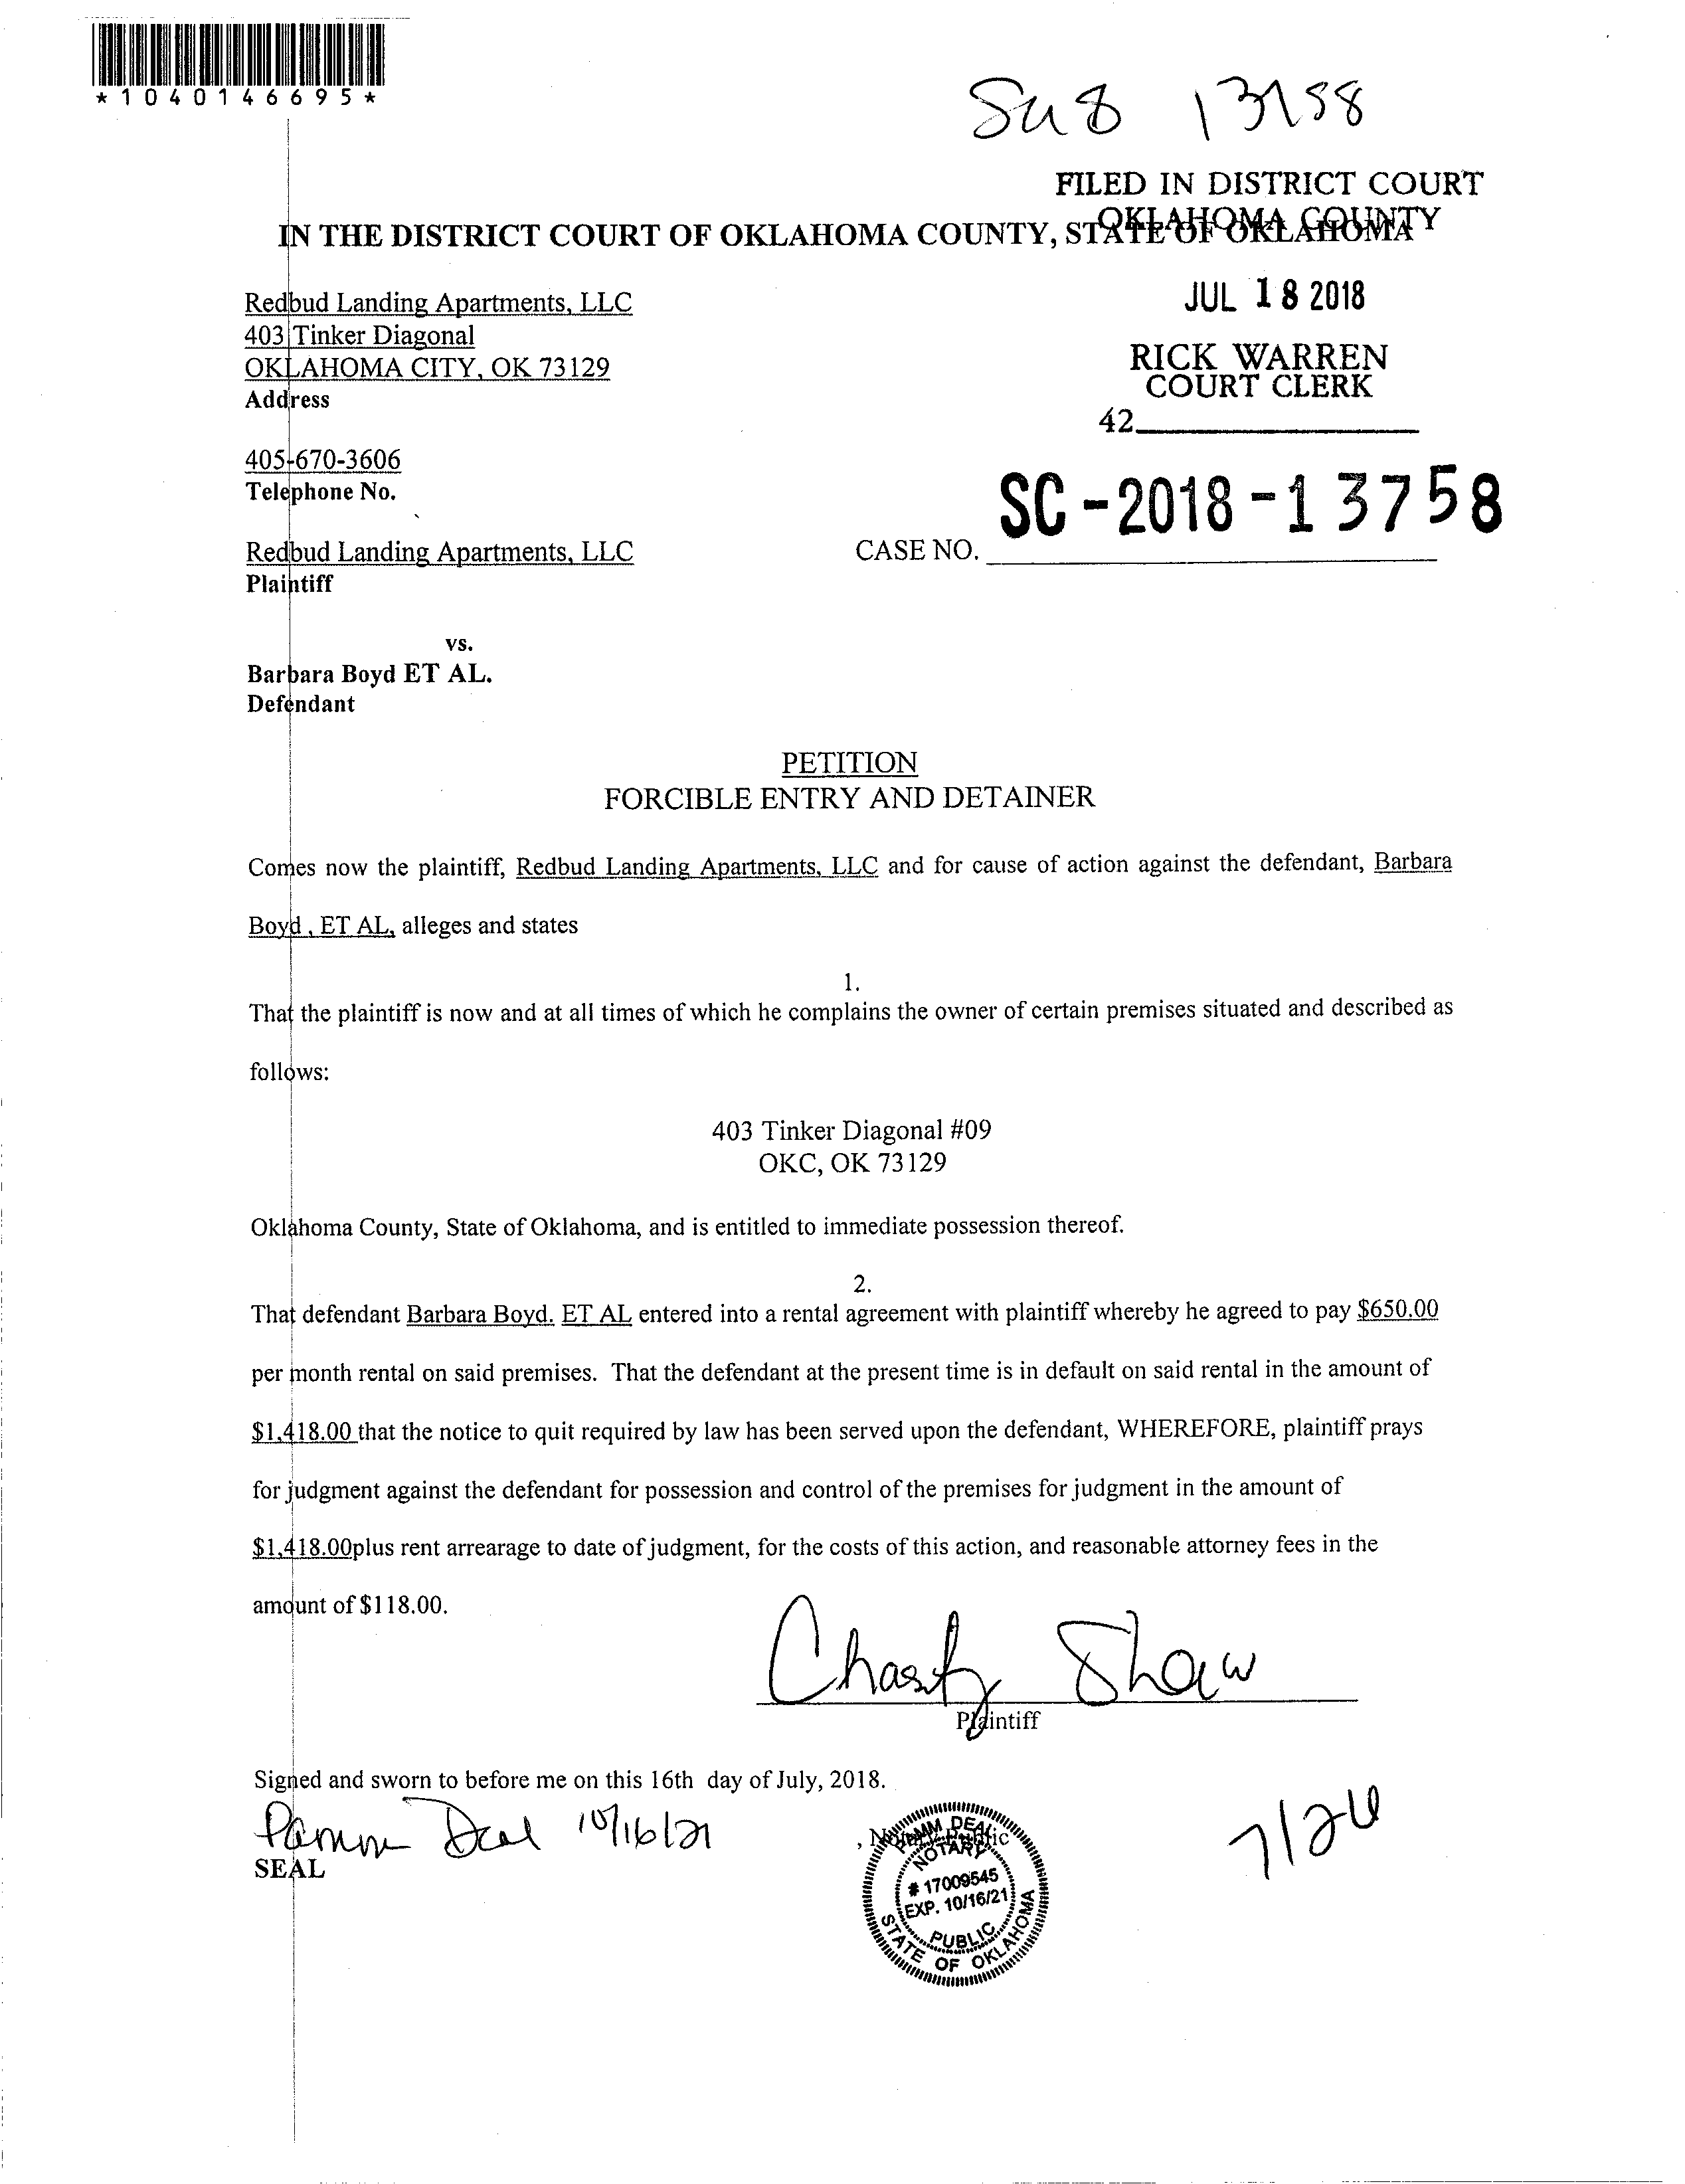 *1040146695*
FILED IN DISTRICT COURT
OKLAHOMA COUNTY
IN THE DISTRICT COURT OF OKLAHOMA COUNTY, STATE OF OKLAHOMA
Redbud Landing Apartments, LLC
403 Tinker Diagonal
OKLAHOMA CITY, OK 73129
Address
JUL 18 2018
RICK WARREN
COURT CLERK
42
405-670-3606
Telephone No.
SC-2018-13758
Redbud Landing Apartments, LLC
CASE NO.
Plaintiff
vs.
Barbara Boyd ET AL.
Defendant
PETITION
FORCIBLE ENTRY AND DETAINER
Comes now the plaintiff, Redbud Landing Apartments, LLC and for cause of action against the defendant, Barbara
Boyd , ET AL, alleges and states
1.
That the plaintiff is now and at all times of which he complains the owner of certain premises situated and described as
follows:
403 Tinker Diagonal #09
OKC, OK 73129
Oklahoma County, State of Oklahoma, and is entitled to immediate possession thereof.
2.
That defendant Barbara Boyd. ET AL entered into a rental agreement with plaintiff whereby he agreed to pay $650.00
per month rental on said premises. That the defendant at the present time is in default on said rental in the amount of
$1,418.00 that the notice to quit required by law has been served upon the defendant, WHEREFORE, plaintiff prays
for judgment against the defendant for possession and control of the premises for judgment in the amount of
$1,418.00plus rent arrearage to date of judgment, for the costs of this action, and reasonable attorney fees in the
amount of $118.00.
Chasity Shaw
Plaintiff
Signed and sworn to before me on this 16th day of July, 2018.
Pamm Deal 10/16/21
, Notary Public
SEAL
PAMM DEAL
NOTARY
# 17009545
EXP. 10/16/21
PUBLIC
STATE OF OKLAHOMA
7/26